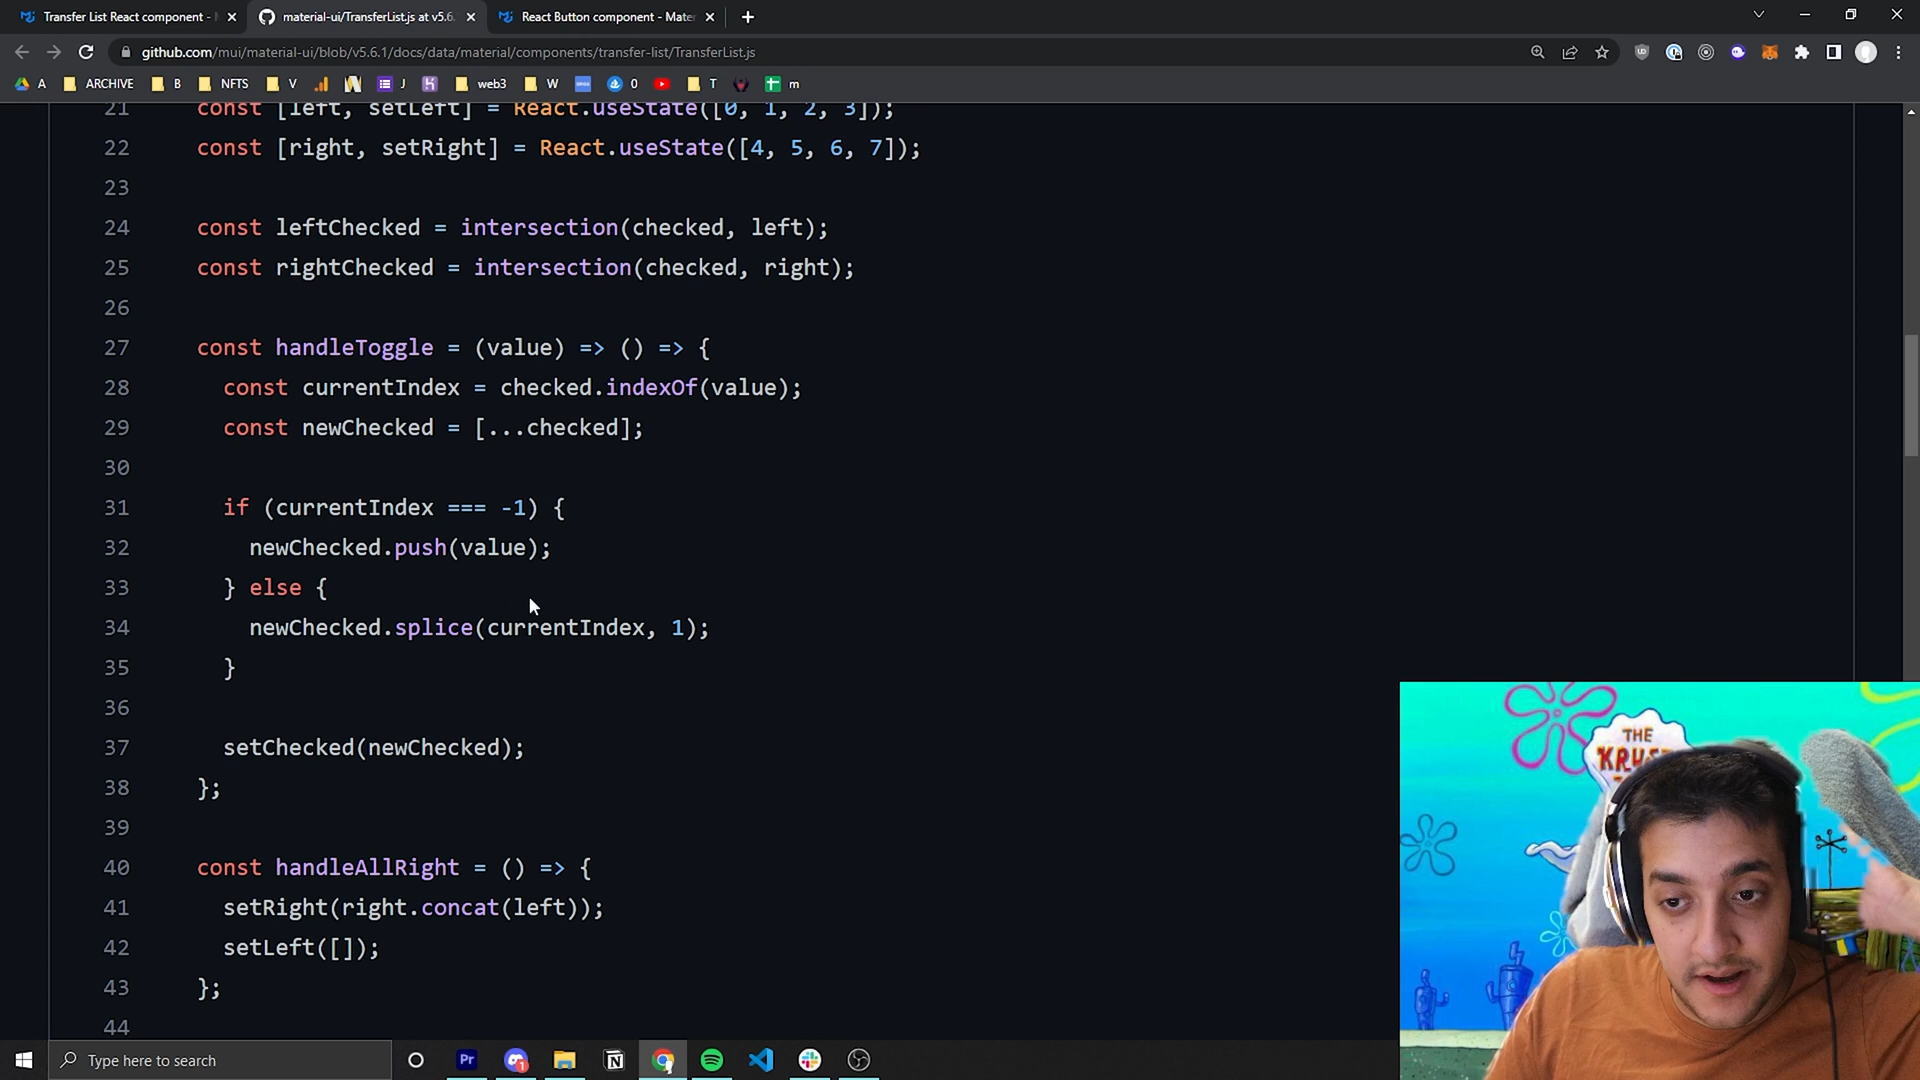 Transfer List React component -
material-ui/TransferList.js at v5.6.
React Button component - Mater
github.com/mui/material-ui/blob/v5.6.1/docs/data/material/components/transfer-list/TransferList.js
A ARCHIVE B NFTS V J web3 W 0 T m
21 const [left, setLeft] = React.useState([0, 1, 2, 3]);
22 const [right, setRight] = React.useState([4, 5, 6, 7]);
23
24 const leftChecked = intersection(checked, left);
25 const rightChecked = intersection(checked, right);
26
27 const handleToggle = (value) => () => {
28 const currentIndex = checked.indexOf(value);
29 const newChecked = [...checked];
30
31 if (currentIndex === -1) {
32 newChecked.push(value);
33 } else {
34 newChecked.splice(currentIndex, 1);
35 }
36
37 setChecked(newChecked);
38 };
39
40 const handleAllRight = () => {
41 setRight(right.concat(left));
42 setLeft([]);
43 };
44
THE
Type here to search
Pr